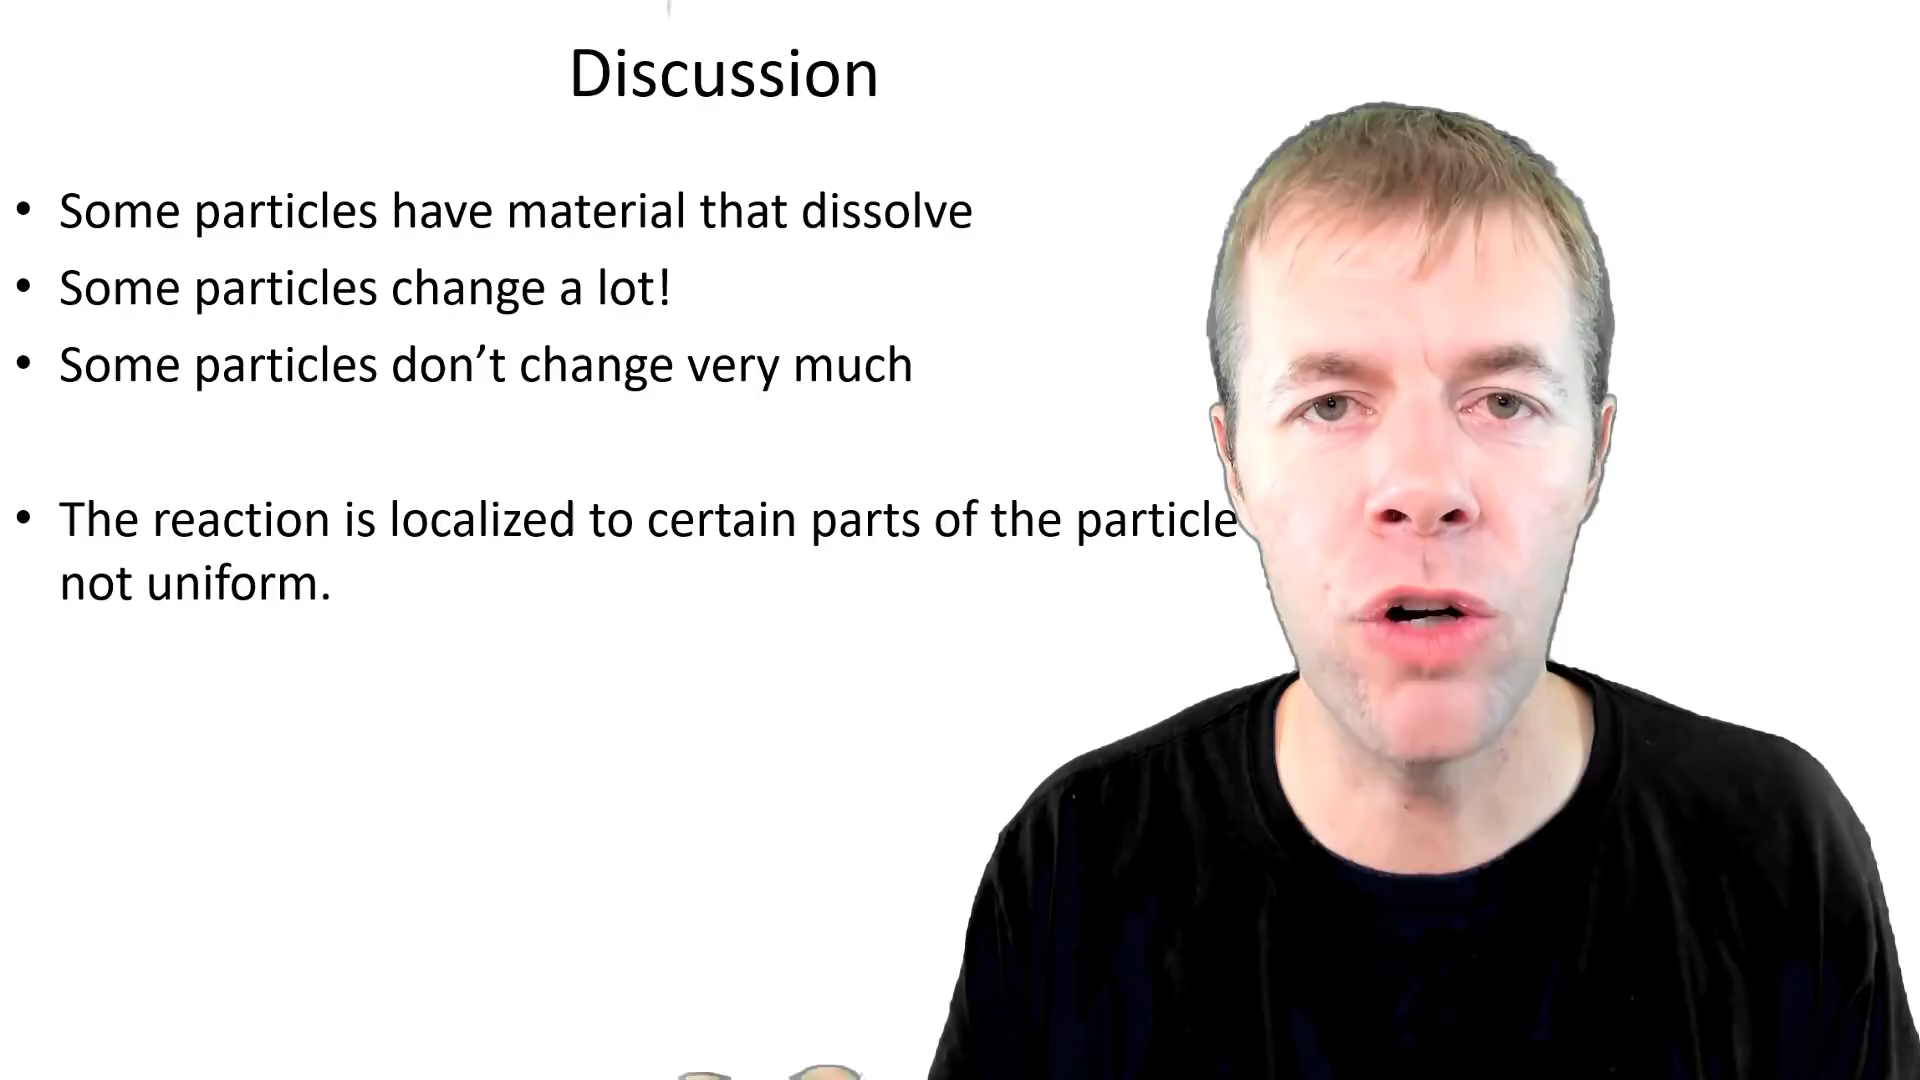 Discussion
• Some particles have material that dissolve
• Some particles change a lot!
• Some particles don’t change very much
• The reaction is localized to certain parts of the particle
not uniform.